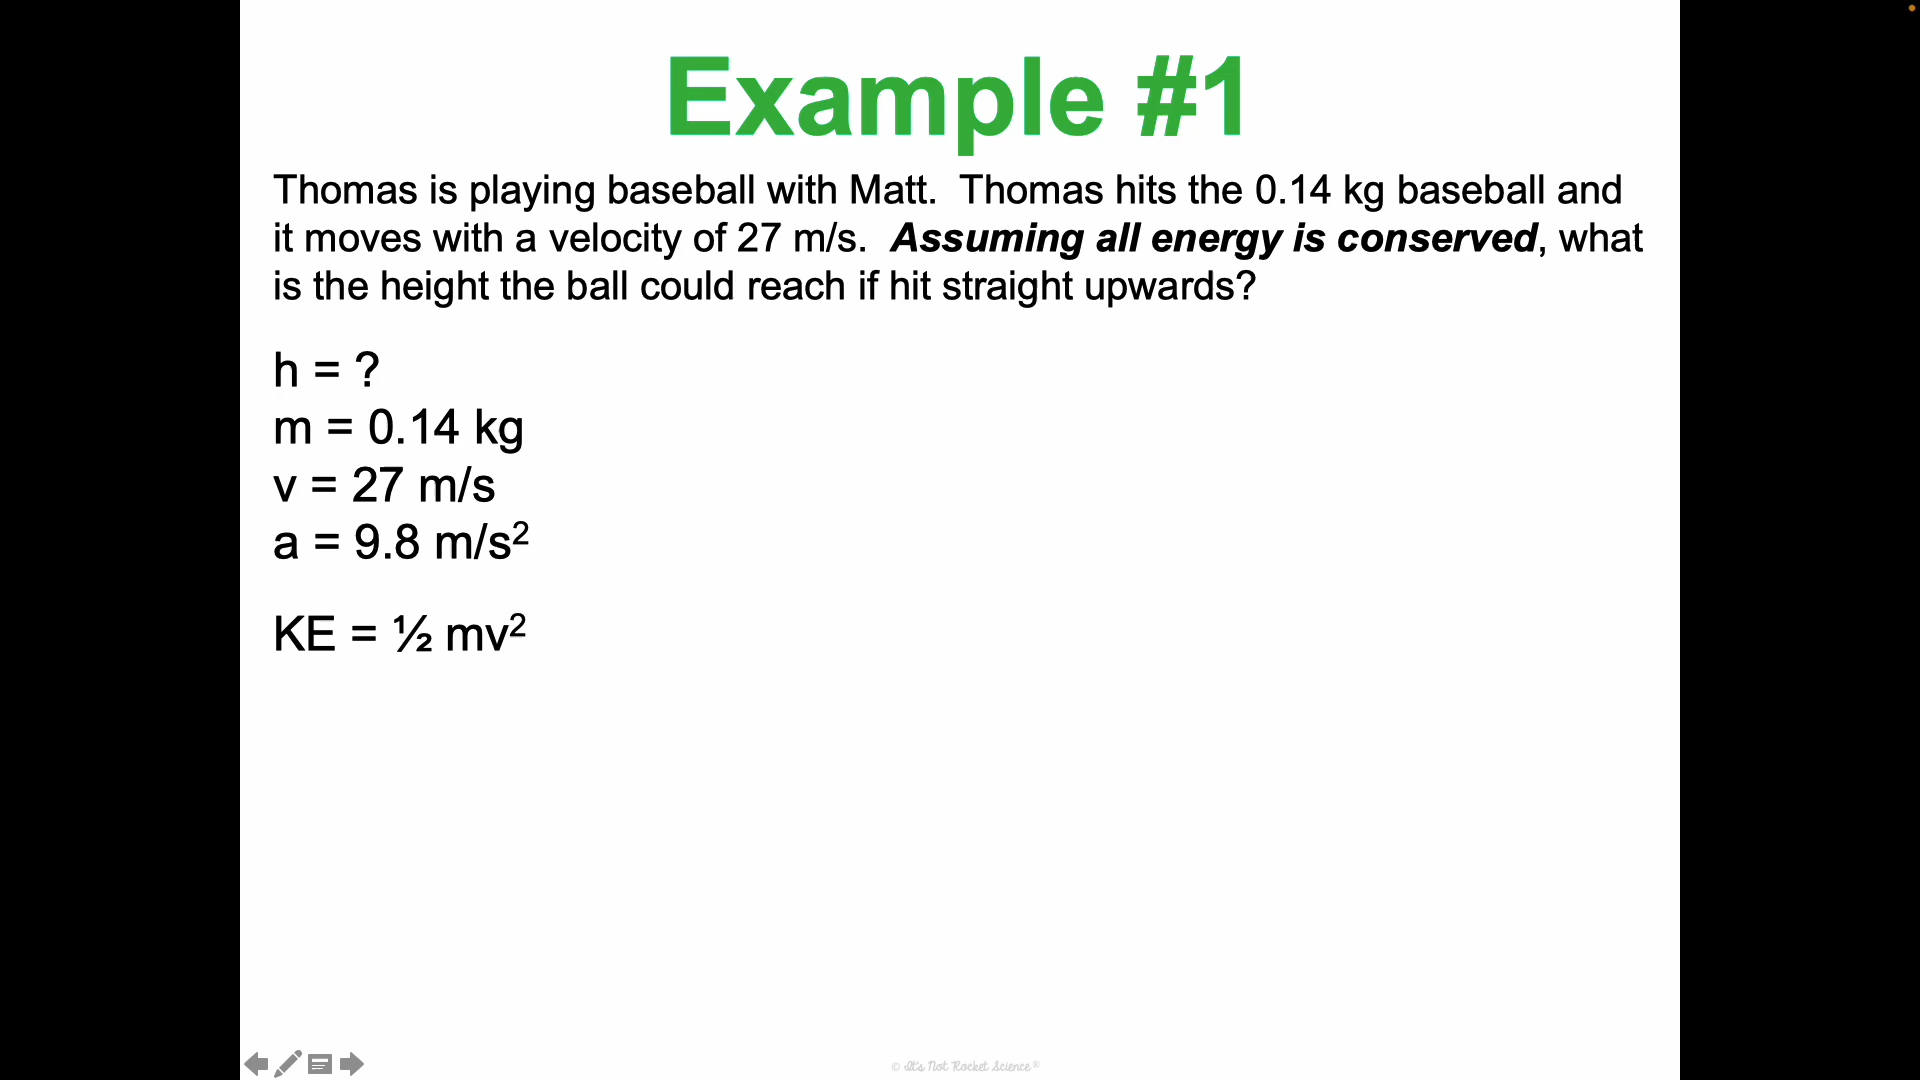 Example #1
Thomas is playing baseball with Matt.  Thomas hits the 0.14 kg baseball and
it moves with a velocity of 27 m/s.  Assuming all energy is conserved, what
is the height the ball could reach if hit straight upwards?
h = ?
m = 0.14 kg
v = 27 m/s
a = 9.8 m/s²
KE = ½ mv²
© It's Not Rocket Science®